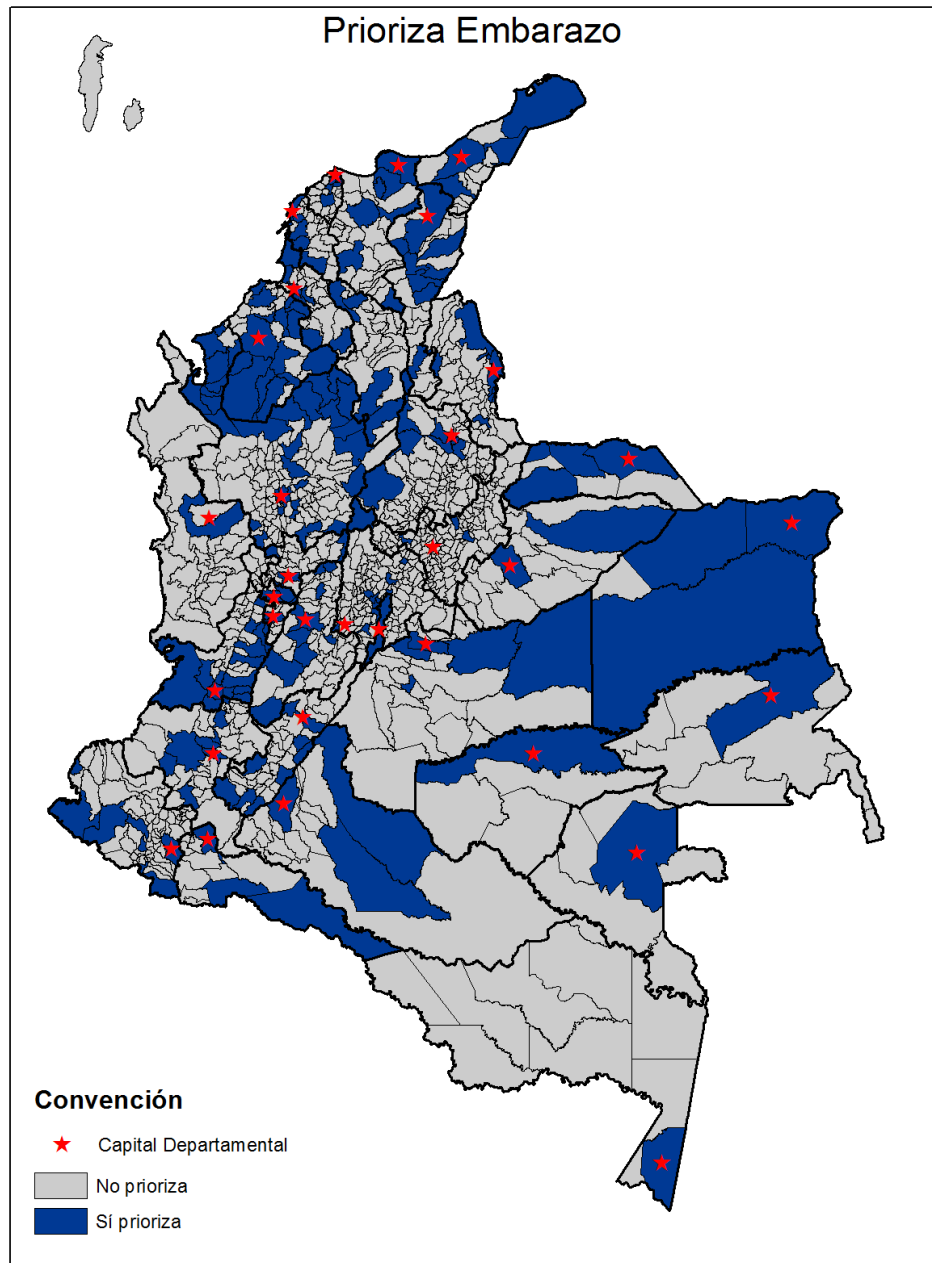 Prioriza Embarazo
Convención
Capital Departamental
No prioriza
Sí prioriza